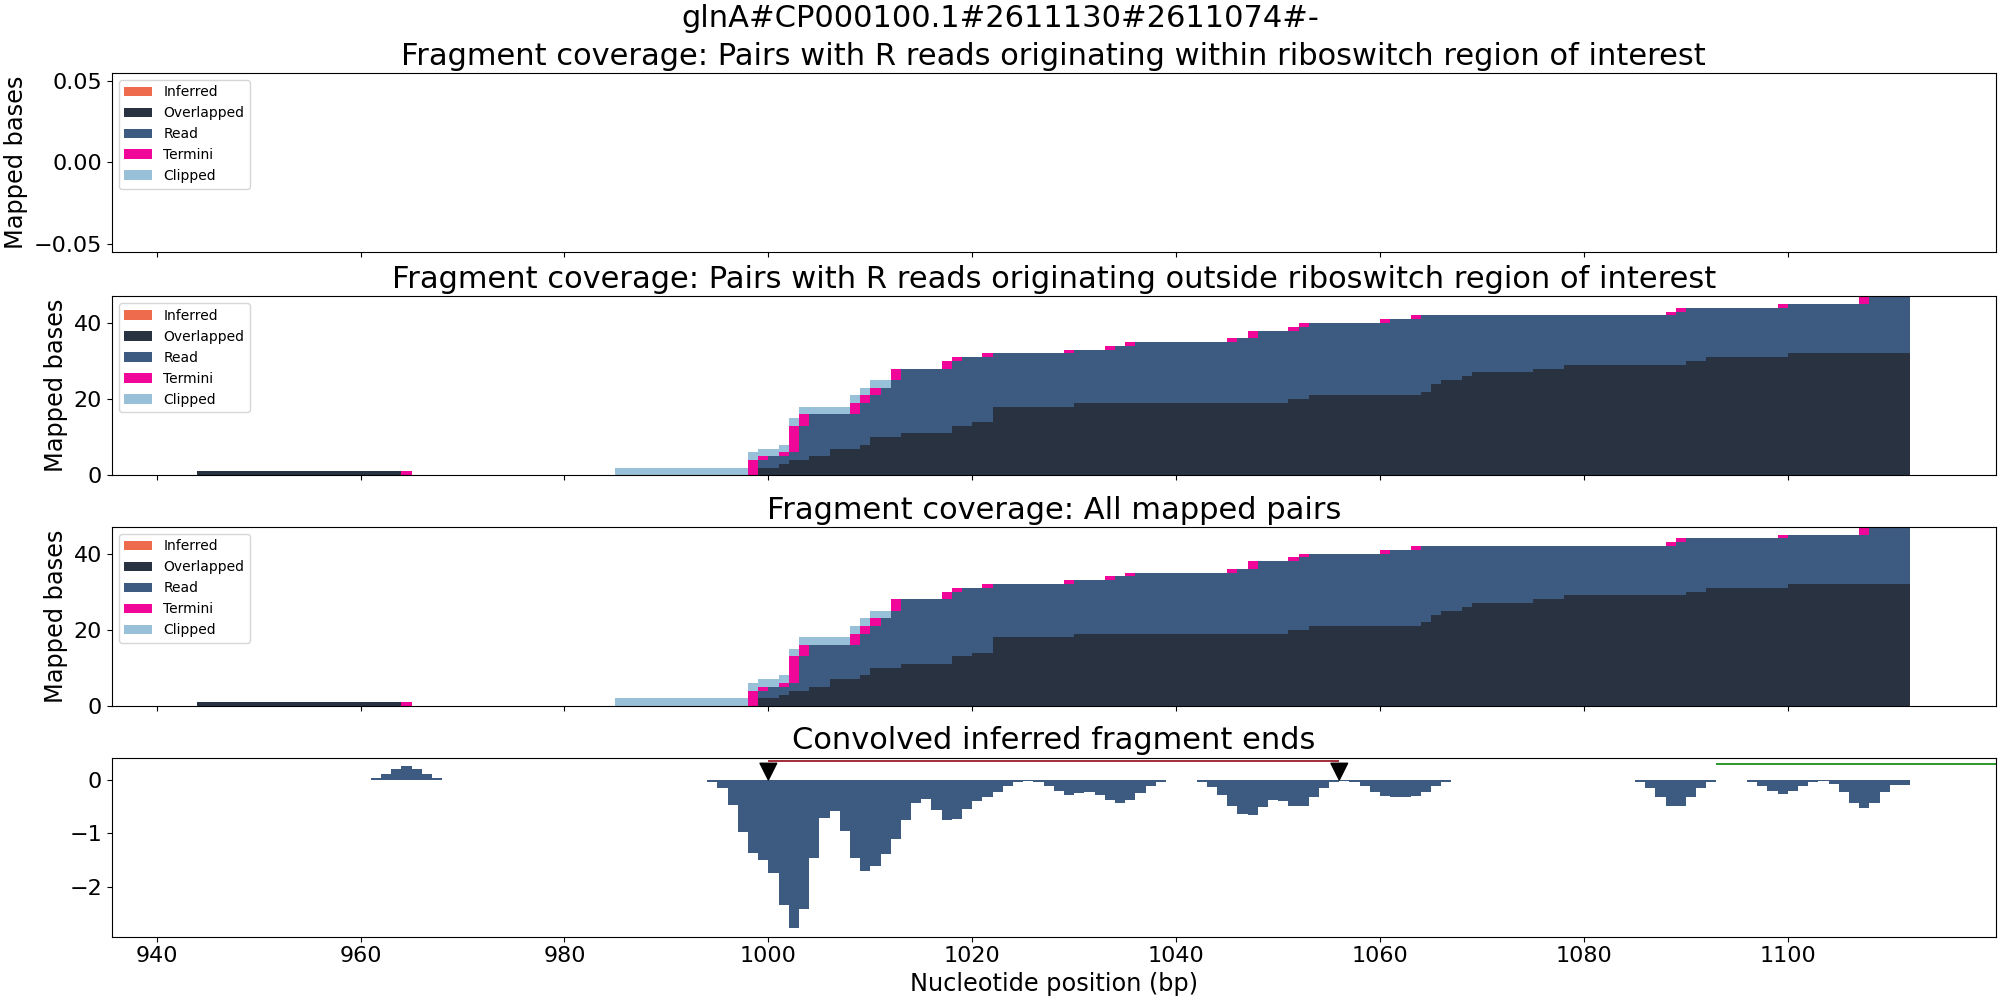 glnA#CP000100.1#2611130#2611074#-
Fragment coverage: Pairs with R reads originating within riboswitch region of interest
Mapped bases
0.05
0.00
−0.05
Inferred
Overlapped
Read
Termini
Clipped
Fragment coverage: Pairs with R reads originating outside riboswitch region of interest
Mapped bases
40
20
0
Inferred
Overlapped
Read
Termini
Clipped
Fragment coverage: All mapped pairs
Mapped bases
40
20
0
Inferred
Overlapped
Read
Termini
Clipped
Convolved inferred fragment ends
0
−1
−2
940 960 980 1000 1020 1040 1060 1080 1100
Nucleotide position (bp)